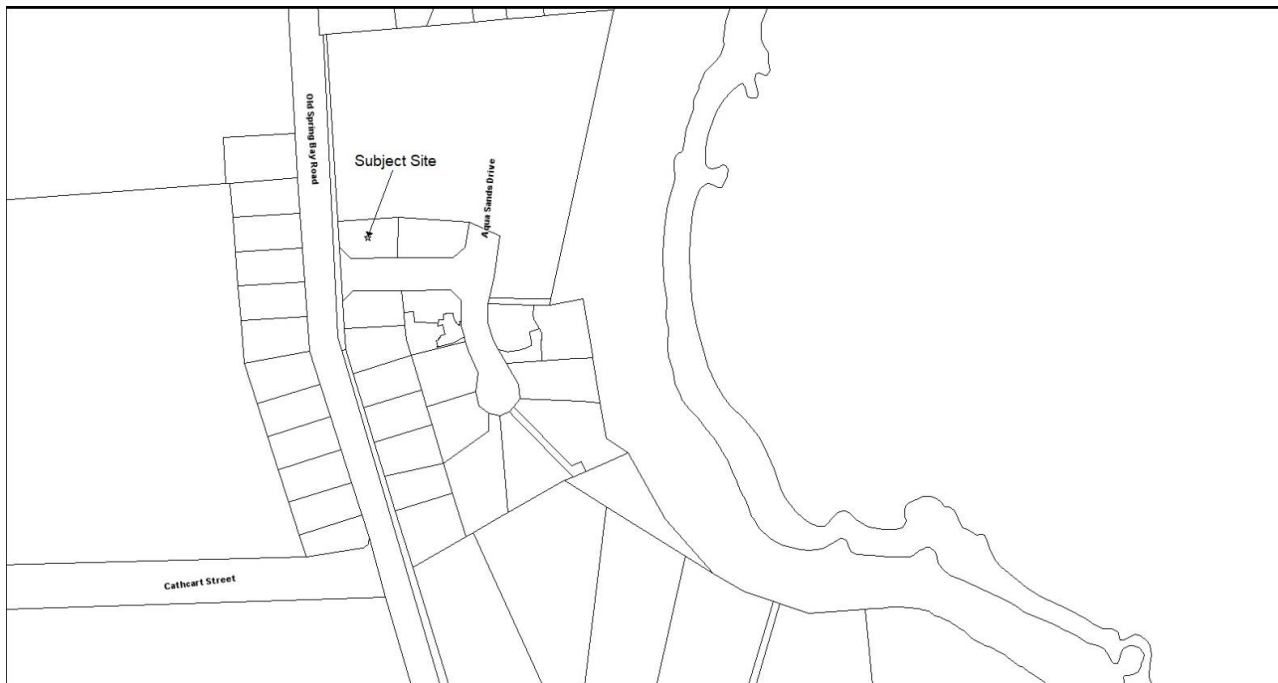 Old Spring Bay Road
Subject Site
Aqua Sands Drive
Cathcart Street